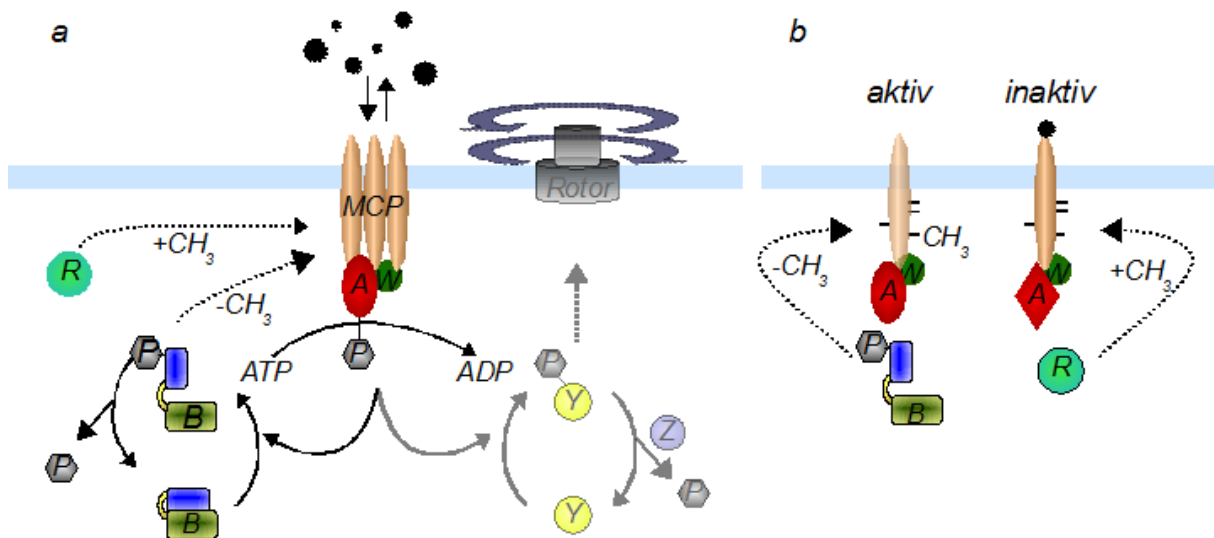 a
MCP
Rotor
R
+CH3
-CH3
A
W
P
P
ATP
ADP
P
B
Y
Z
P
P
B
Y
b
aktiv
inaktiv
CH3
-CH3
+CH3
A
W
A
W
P
R
B